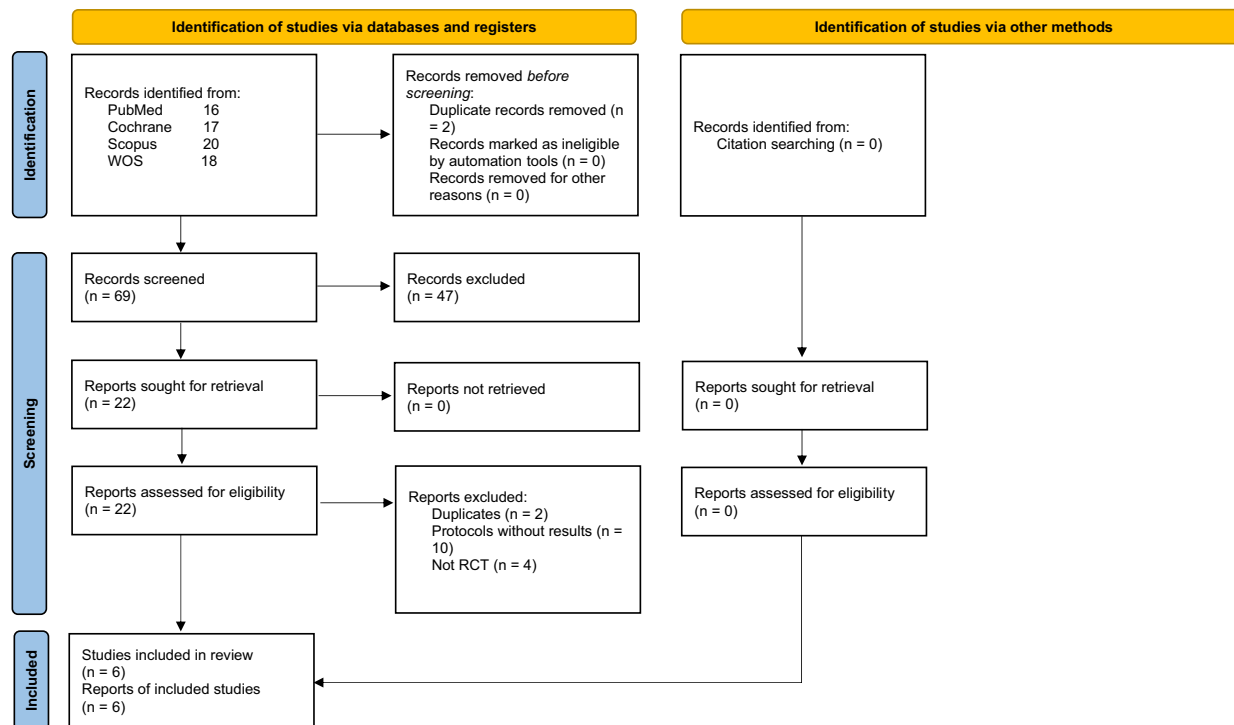 Identification of studies via databases and registers
Identification of studies via other methods
Identification
Records identified from:
PubMed 16
Cochrane 17
Scopus 20
WOS 18
Records removed before
screening:
Duplicate records removed (n
= 2)
Records marked as ineligible
by automation tools (n = 0)
Records removed for other
reasons (n = 0)
Records identified from:
Citation searching (n = 0)
Screening
Records screened
(n = 69)
Records excluded
(n = 47)
Reports sought for retrieval
(n = 22)
Reports not retrieved
(n = 0)
Reports sought for retrieval
(n = 0)
Reports assessed for eligibility
(n = 22)
Reports excluded:
Duplicates (n = 2)
Protocols without results (n =
10)
Not RCT (n = 4)
Reports assessed for eligibility
(n = 0)
Included
Studies included in review
(n = 6)
Reports of included studies
(n = 6)